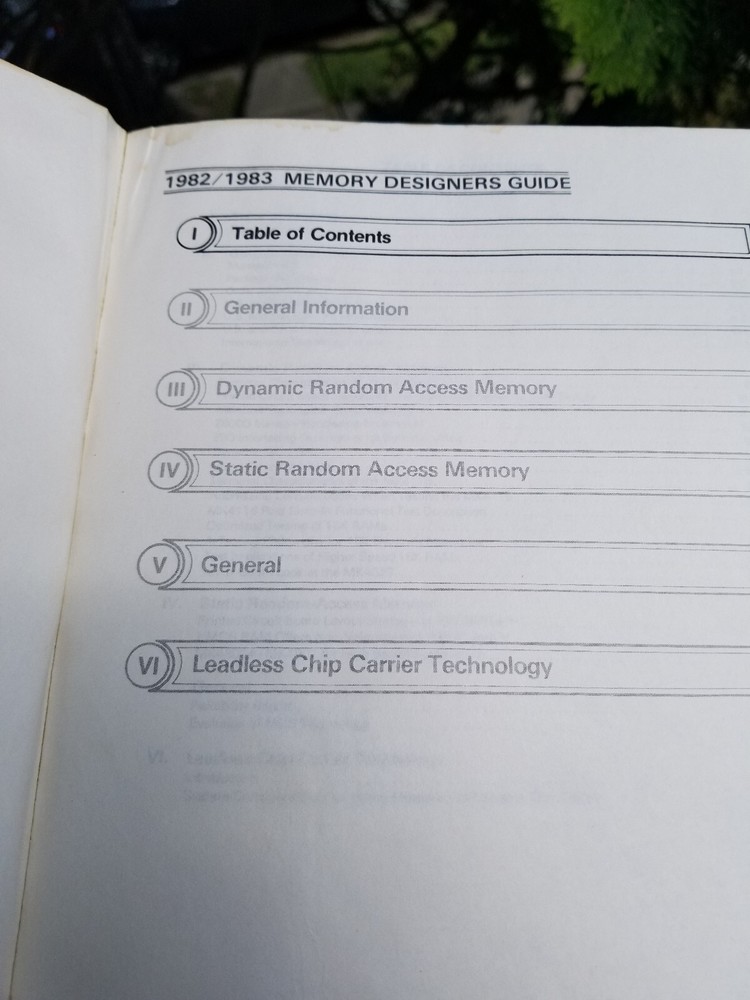 1982/1983 MEMORY DESIGNERS GUIDE
I Table of Contents
II General Information
III Dynamic Random Access Memory
IV Static Random Access Memory
V General
VI Leadless Chip Carrier Technology